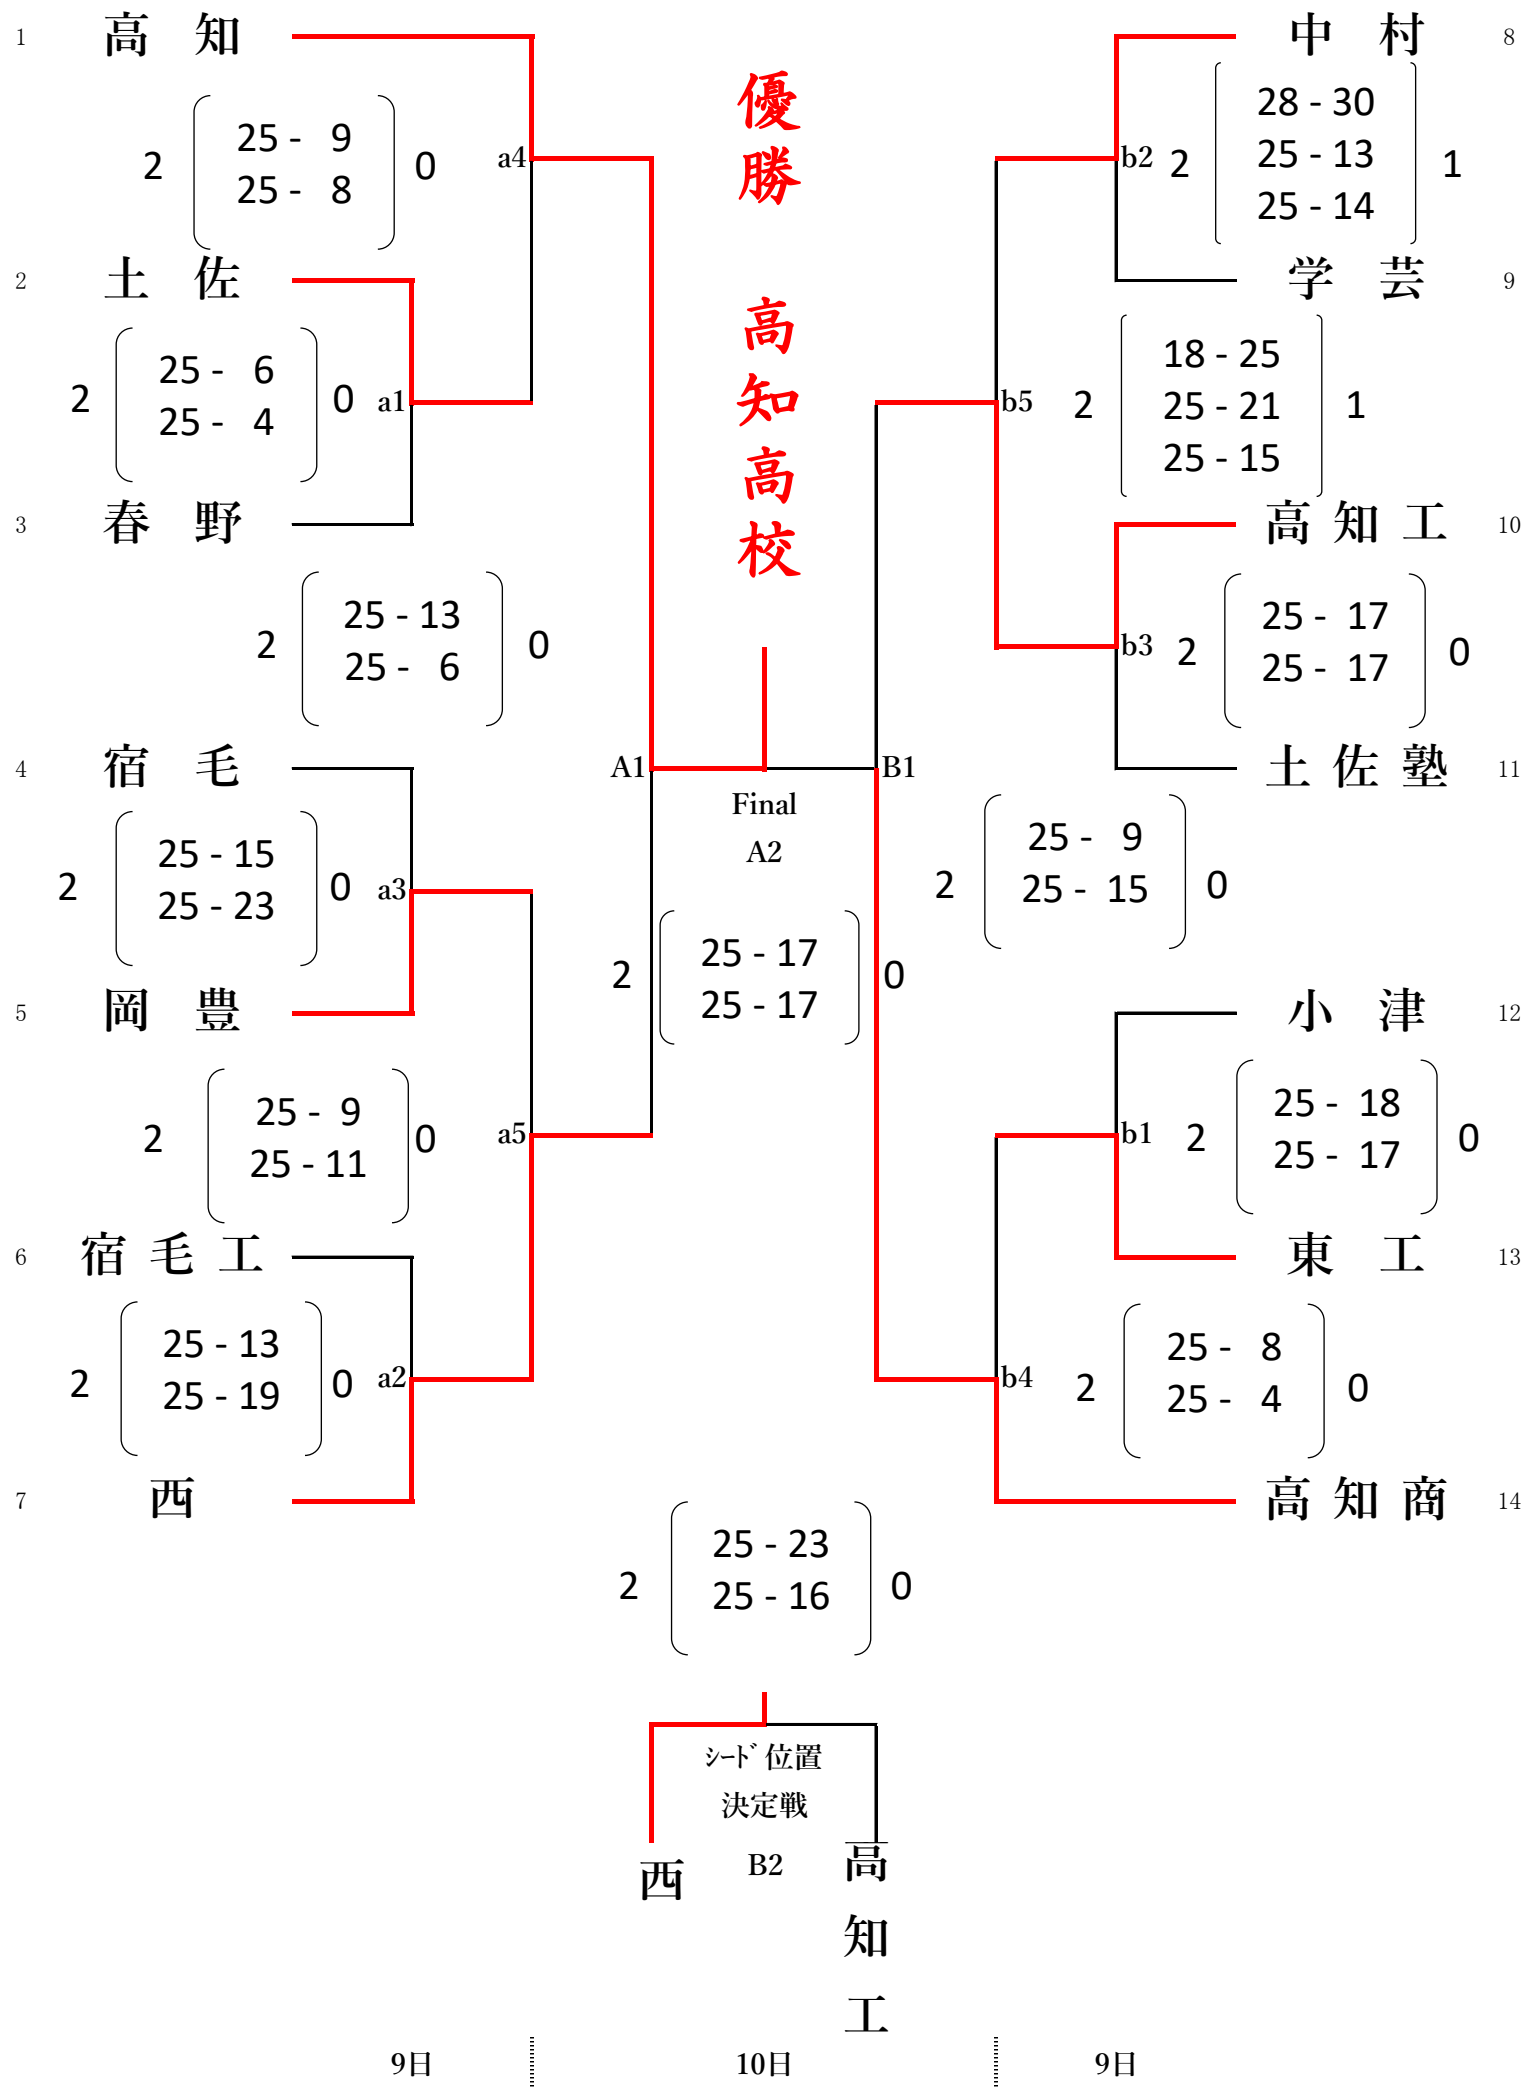 1 高 知
2 ( 25 - 9
25 - 8 ) 0
a4
2 土 佐
2 ( 25 - 6
25 - 4 ) 0
a1
3 春 野
2 ( 25 - 13
25 - 6 ) 0
A1
4 宿 毛
2 ( 25 - 15
25 - 23 ) 0
a3
5 岡 豊
2 ( 25 - 9
25 - 11 ) 0
a5
6 宿 毛 工
2 ( 25 - 13
25 - 19 ) 0
a2
7 西
優勝 高知高校
Final
A2
2 ( 25 - 17
25 - 17 ) 0
中 村 8
b2
2 ( 28 - 30
25 - 13
25 - 14 ) 1
学 芸 9
b5
2 ( 18 - 25
25 - 21
25 - 15 ) 1
高 知 工 10
b3
2 ( 25 - 17
25 - 17 ) 0
土 佐 塾 11
B1
2 ( 25 - 9
25 - 15 ) 0
小 津 12
b1
2 ( 25 - 18
25 - 17 ) 0
東 工 13
b4
2 ( 25 - 8
25 - 4 ) 0
高 知 商 14
2 ( 25 - 23
25 - 16 ) 0
ｼｰﾄﾞ位置
決定戦
B2
西
高知工
9日
10日
9日